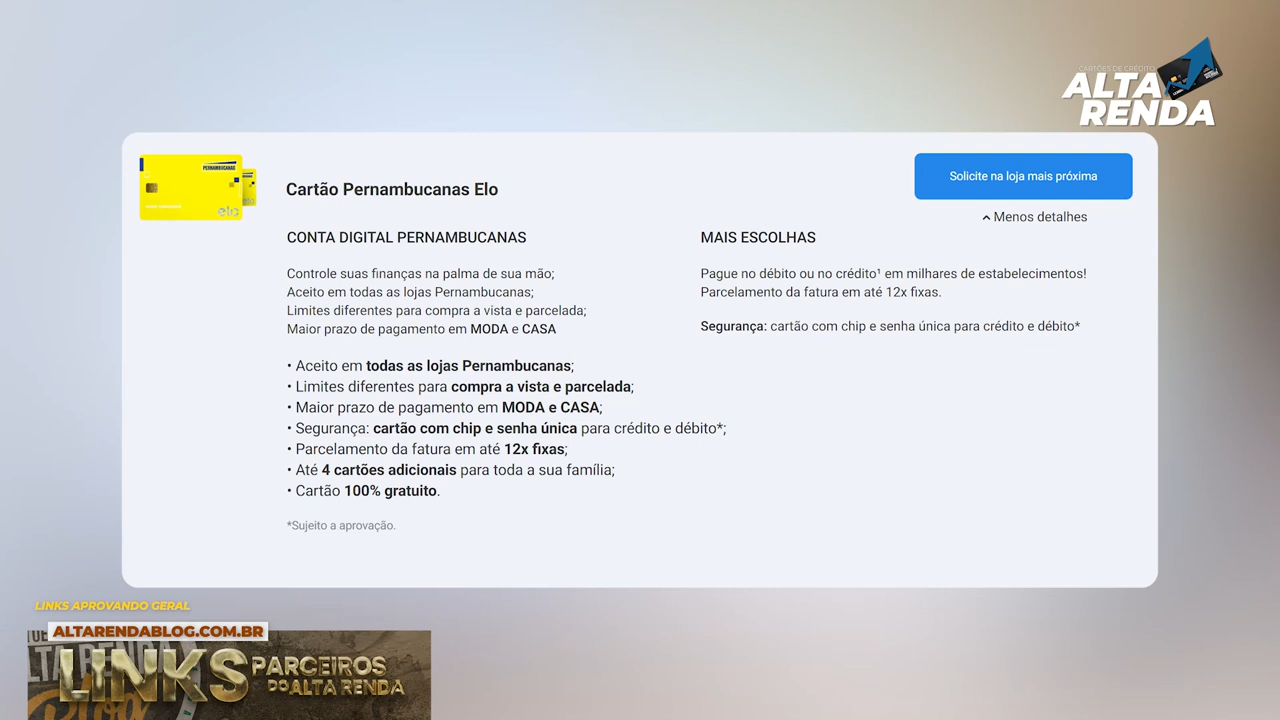 CARTÕES DE CRÉDITO
ALTA
RENDA
PERNAMBUCANAS
elo
Cartão Pernambucanas Elo
Solicite na loja mais próxima
Menos detalhes
CONTA DIGITAL PERNAMBUCANAS
Controle suas finanças na palma de sua mão;
Aceito em todas as lojas Pernambucanas;
Limites diferentes para compra a vista e parcelada;
Maior prazo de pagamento em MODA e CASA
MAIS ESCOLHAS
Pague no débito ou no crédito¹ em milhares de estabelecimentos!
Parcelamento da fatura em até 12x fixas.
Segurança: cartão com chip e senha única para crédito e débito*
• Aceito em todas as lojas Pernambucanas;
• Limites diferentes para compra a vista e parcelada;
• Maior prazo de pagamento em MODA e CASA;
• Segurança: cartão com chip e senha única para crédito e débito*;
• Parcelamento da fatura em até 12x fixas;
• Até 4 cartões adicionais para toda a sua família;
• Cartão 100% gratuito.
*Sujeito a aprovação.
LINKS APROVANDO GERAL
ALTARENDABLOG.COM.BR
LINKS PARCEIROS
DO ALTA RENDA
Blog